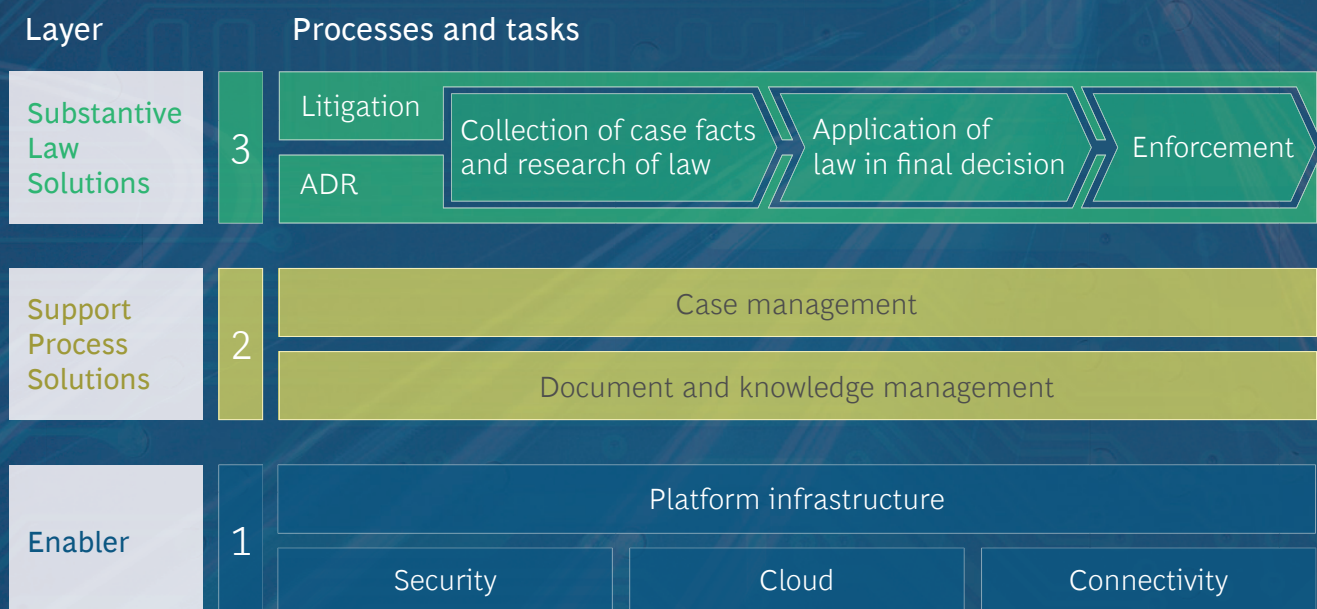 Layer
Processes and tasks
Substantive
Law
Solutions
3
Litigation
ADR
Collection of case facts
and research of law
Application of
law in final decision
Enforcement
Support
Process
Solutions
2
Case management
Document and knowledge management
Enabler
1
Platform infrastructure
Security
Cloud
Connectivity